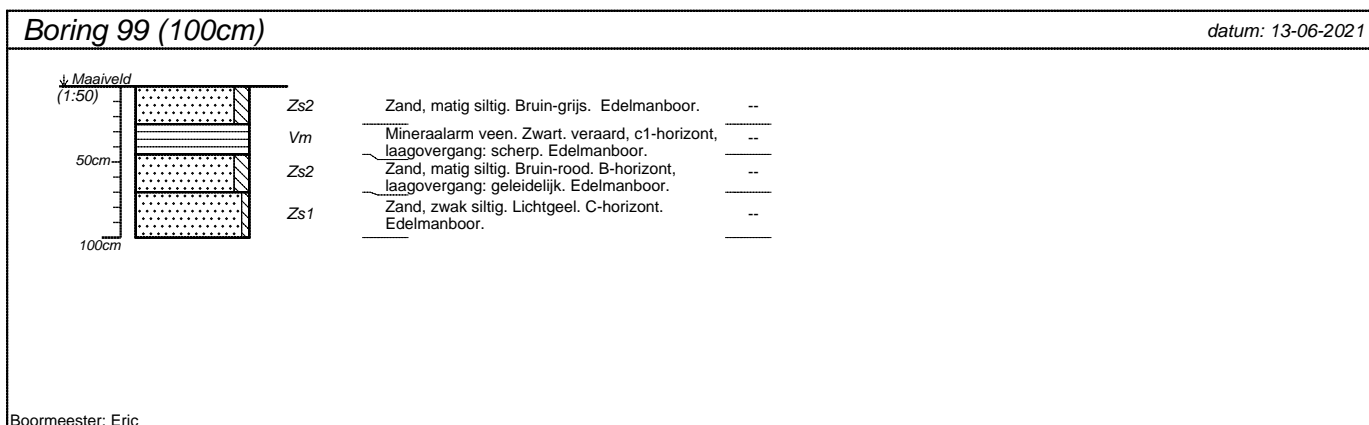 Boring 99 (100cm)
datum: 13-06-2021
Maaiveld
(1:50)
Zs2 Zand, matig siltig. Bruin-grijs. Edelmanboor. --
Vm Mineraalarm veen. Zwart. veraard, c1-horizont, --
laagovergang: scherp. Edelmanboor.
50cm
Zs2 Zand, matig siltig. Bruin-rood. B-horizont, --
laagovergang: geleidelijk. Edelmanboor.
Zs1 Zand, zwak siltig. Lichtgeel. C-horizont. --
Edelmanboor.
100cm
Boormeester: Eric